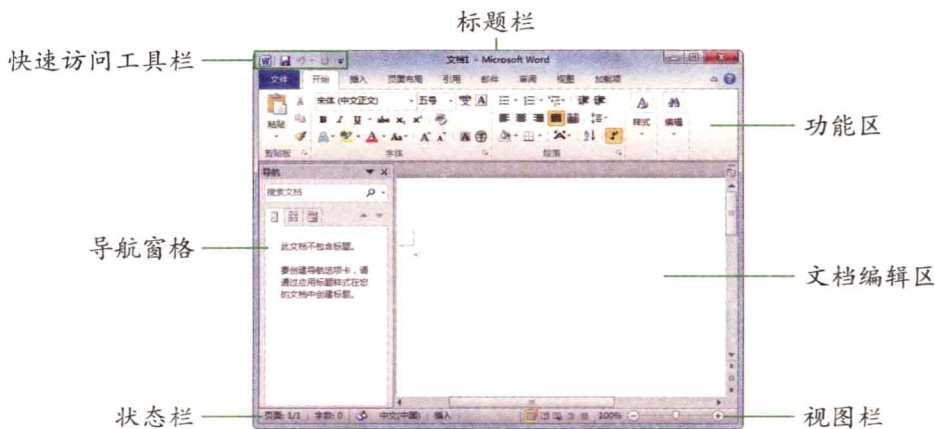 标题栏
快速访问工具栏
文档1 - Microsoft Word
文件 开始 插入 页面布局 引用 邮件 审阅 视图 加载项
宋体 (中文正文) 五号
粘贴
样式 编辑
剪贴板 字体 段落
功能区
导航
搜索文档
导航窗格
此文档不包含标题。
要创建导航选项卡，请
通过应用标题样式在您
的文档中创建标题。
文档编辑区
状态栏
页面: 1/1 字数: 0 中文(中国) 插入 100%
视图栏